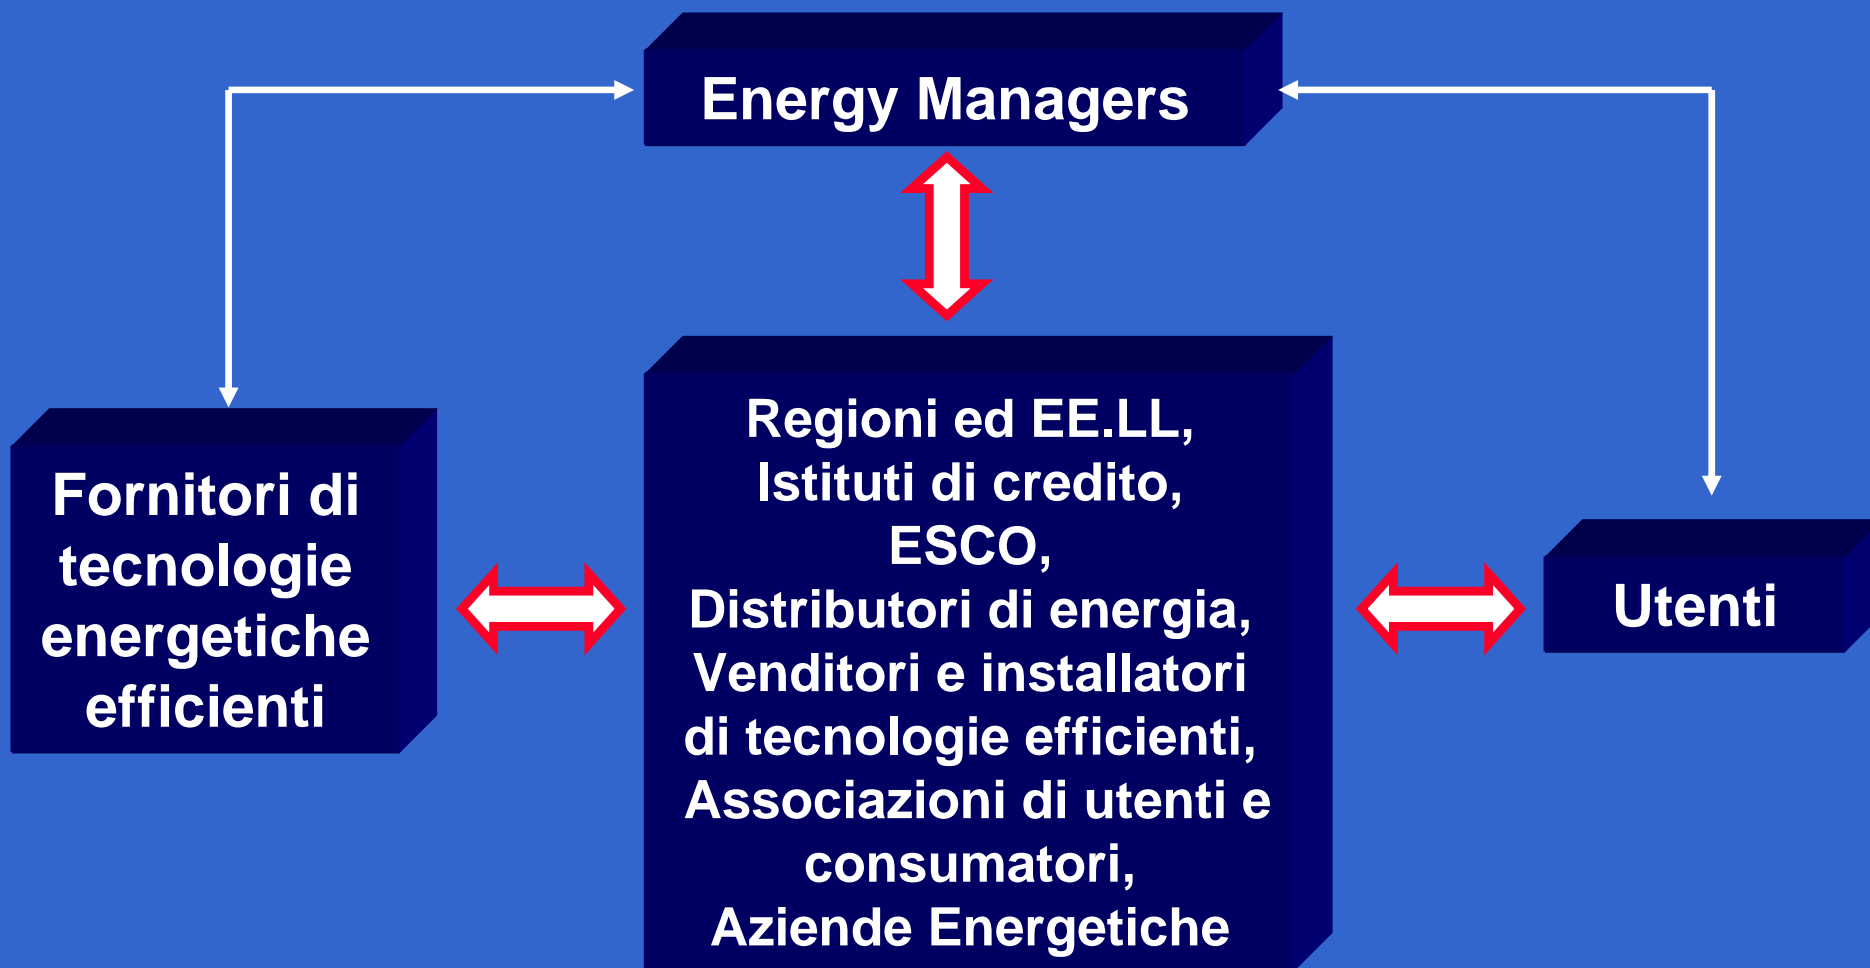 Energy Managers
Fornitori di
tecnologie
energetiche
efficienti
Regioni ed EE.LL,
Istituti di credito,
ESCO,
Distributori di energia,
Venditori e installatori
di tecnologie efficienti,
Associazioni di utenti e
consumatori,
Aziende Energetiche
Utenti